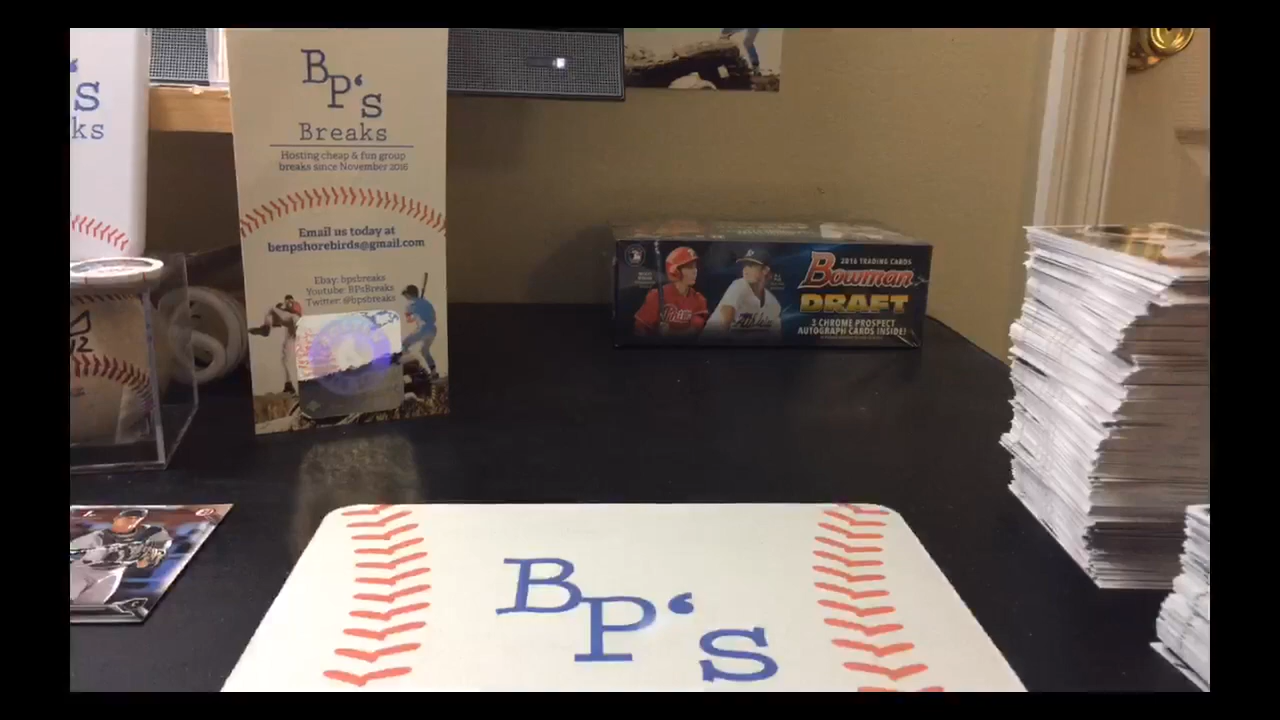 'S
ks
BP'S
Breaks
Hosting cheap & fun group
breaks since November 2016
Email us today at
benpshorebirds@gmail.com
Ebay: bpsbreaks
Youtube: BPsBreaks
Twitter: @bpsbreaks
2016 TRADING CARDS
Bowman
DRAFT
3 CHROME PROSPECT
AUTOGRAPH CARDS INSIDE!
BP'S